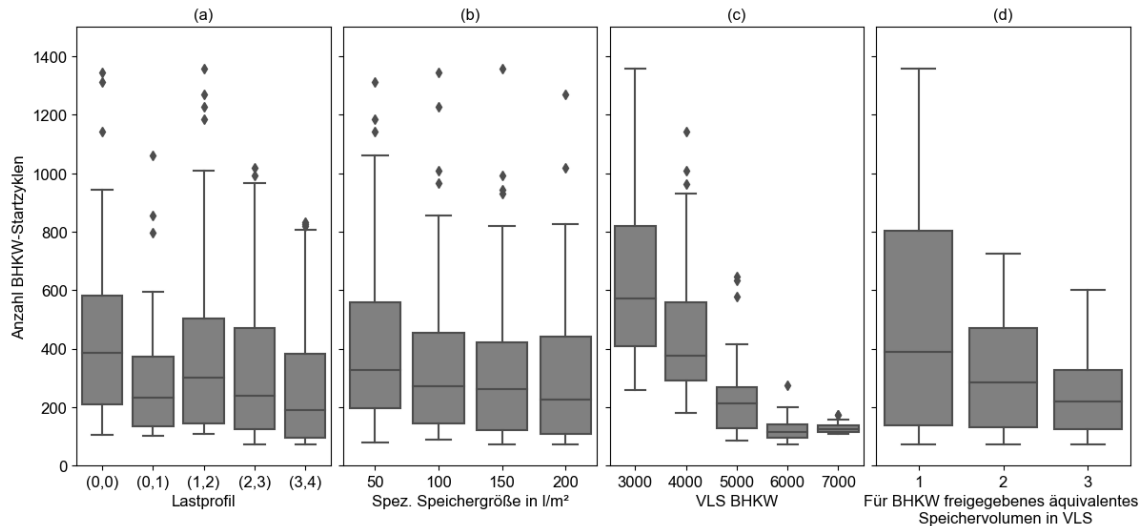 (a)
(b)
(c)
(d)
Anzahl BHKW-Startzyklen
1400
1200
1000
800
600
400
200
0
(0,0) (0,1) (1,2) (2,3) (3,4)
Lastprofil
50 100 150 200
Spez. Speichergröße in l/m²
3000 4000 5000 6000 7000
VLS BHKW
1 2 3
Für BHKW freigegebenes äquivalentes
Speichervolumen in VLS